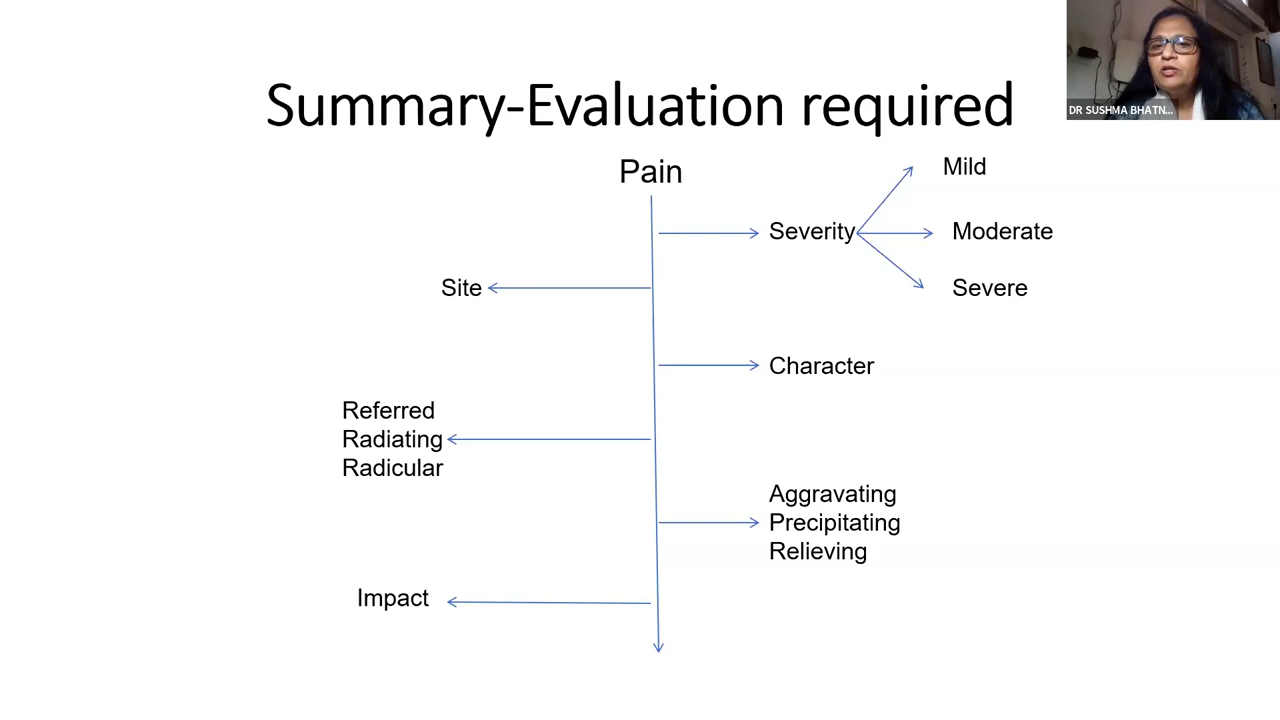 DR SUSHMA BHATN...
Summary-Evaluation required
Pain
Mild
Severity
Moderate
Site
Severe
Character
Referred
Radiating
Radicular
Aggravating
Precipitating
Relieving
Impact